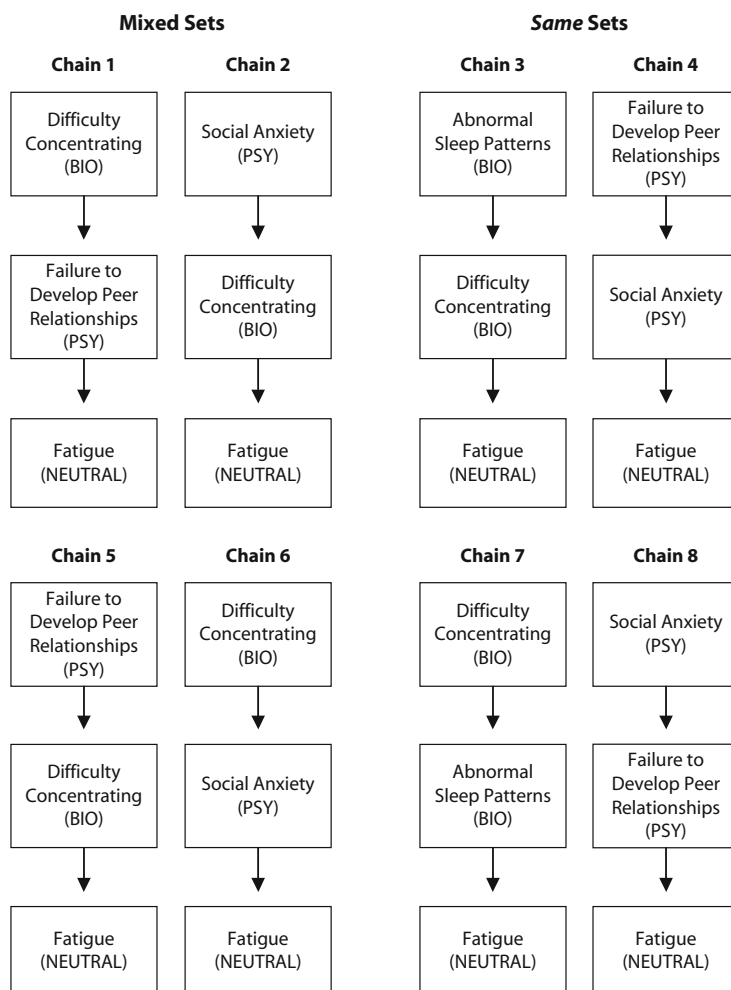 Mixed Sets
Same Sets
Chain 1
Chain 2
Chain 3
Chain 4
Difficulty
Concentrating
(BIO)
Social Anxiety
(PSY)
Abnormal
Sleep Patterns
(BIO)
Failure to
Develop Peer
Relationships
(PSY)
Failure to
Develop Peer
Relationships
(PSY)
Difficulty
Concentrating
(BIO)
Difficulty
Concentrating
(BIO)
Social Anxiety
(PSY)
Fatigue
(NEUTRAL)
Fatigue
(NEUTRAL)
Fatigue
(NEUTRAL)
Fatigue
(NEUTRAL)
Chain 5
Chain 6
Chain 7
Chain 8
Failure to
Develop Peer
Relationships
(PSY)
Difficulty
Concentrating
(BIO)
Difficulty
Concentrating
(BIO)
Social Anxiety
(PSY)
Difficulty
Concentrating
(BIO)
Social Anxiety
(PSY)
Abnormal
Sleep Patterns
(BIO)
Failure to
Develop Peer
Relationships
(PSY)
Fatigue
(NEUTRAL)
Fatigue
(NEUTRAL)
Fatigue
(NEUTRAL)
Fatigue
(NEUTRAL)